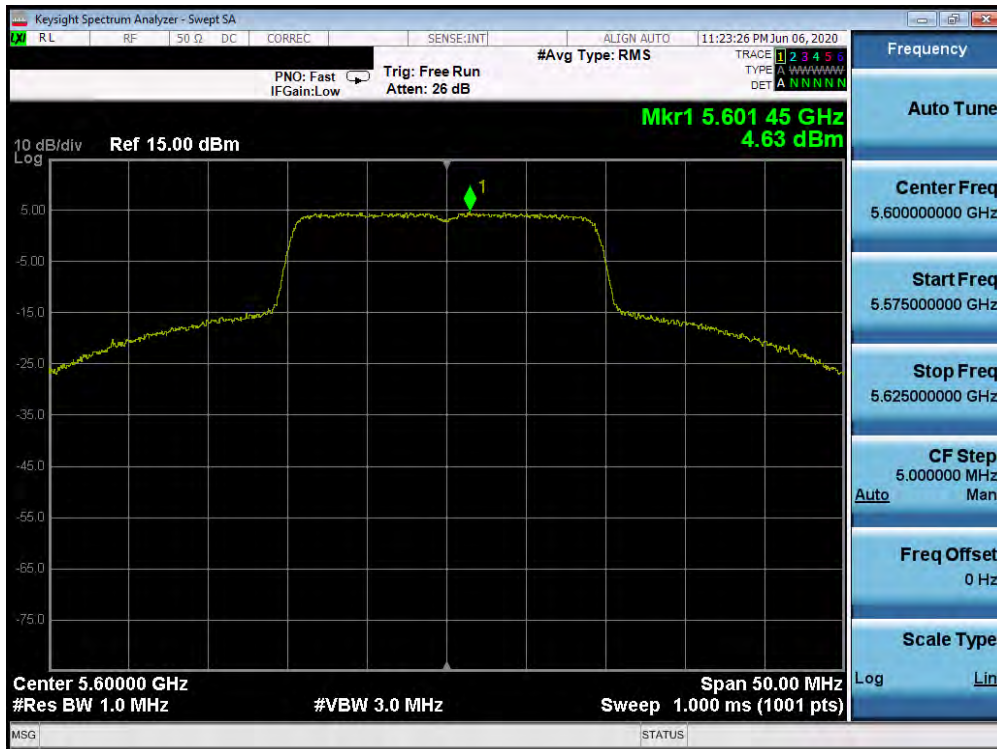 Keysight Spectrum Analyzer - Swept SA
LXI RL RF 50 Ω DC CORREC SENSE:INT ALIGN AUTO 11:23:26 PM Jun 06, 2020
#Avg Type: RMS TRACE 1 2 3 4 5 6
PNO: Fast Trig: Free Run TYPE A WWWWW
IFGain:Low Atten: 26 dB DET A N N N N N
Mkr1 5.601 45 GHz
4.63 dBm
10 dB/div Ref 15.00 dBm
Log
1
5.00
-5.00
-15.0
-25.0
-35.0
-45.0
-55.0
-65.0
-75.0
Center 5.60000 GHz Span 50.00 MHz
#Res BW 1.0 MHz #VBW 3.0 MHz Sweep 1.000 ms (1001 pts)
MSG STATUS
Frequency
Auto Tune
Center Freq
5.600000000 GHz
Start Freq
5.575000000 GHz
Stop Freq
5.625000000 GHz
CF Step
5.000000 MHz
Auto Man
Freq Offset
0 Hz
Scale Type
Log Lin